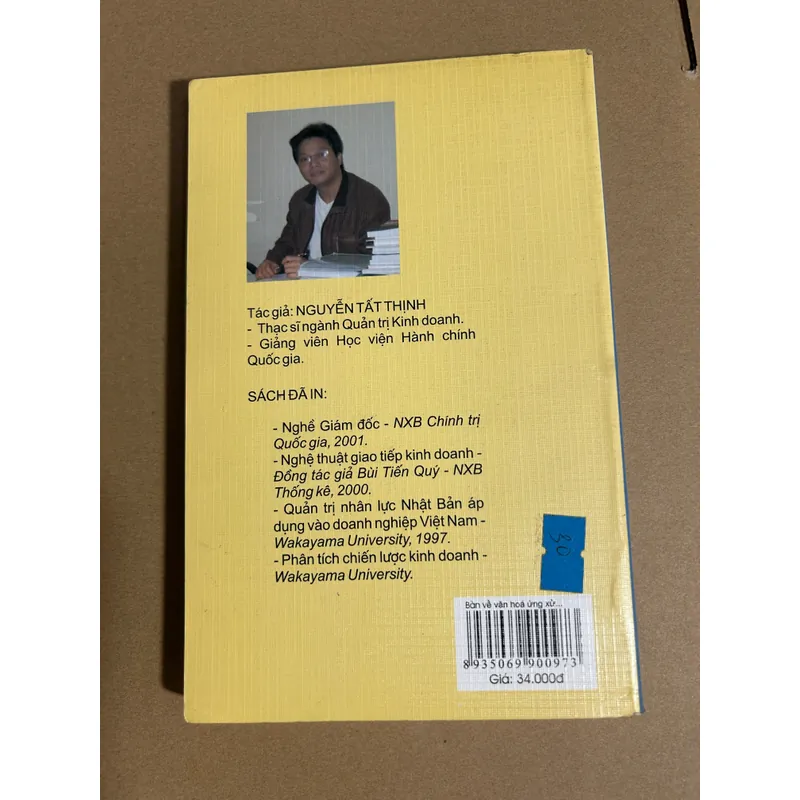 Tác giả: NGUYỄN TẤT THỊNH
- Thạc sĩ ngành Quản trị Kinh doanh.
- Giảng viên Học viện Hành chính
Quốc gia.
SÁCH ĐÃ IN:
- Nghề Giám đốc - NXB Chính trị
Quốc gia, 2001.
- Nghệ thuật giao tiếp kinh doanh -
Đồng tác giả Bùi Tiến Quý - NXB
Thống kê, 2000.
- Quản trị nhân lực Nhật Bản áp
dụng vào doanh nghiệp Việt Nam -
Wakayama University, 1997.
- Phân tích chiến lược kinh doanh -
Wakayama University.
30
Bàn về văn hoá ứng xử...
8935069900973
Giá: 34.000đ